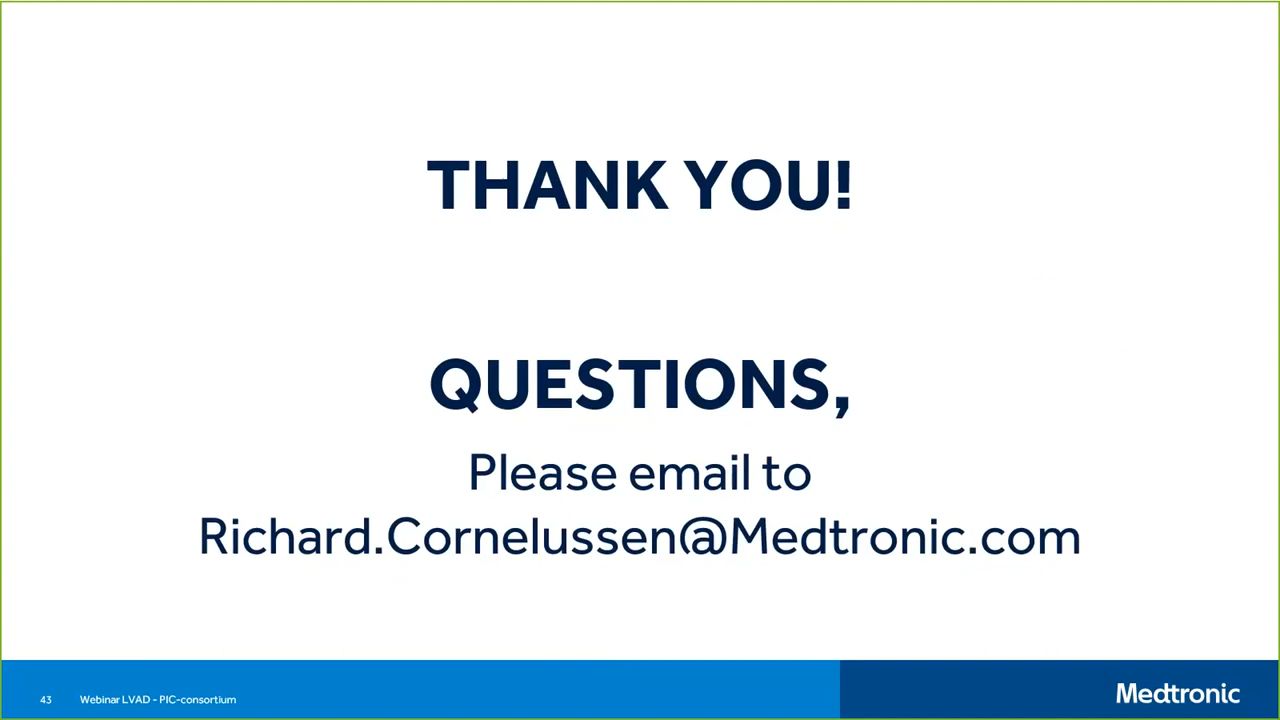 THANK YOU!
QUESTIONS,
Please email to
Richard.Cornelussen@Medtronic.com
43 Webinar LVAD - PIC-consortium
Medtronic